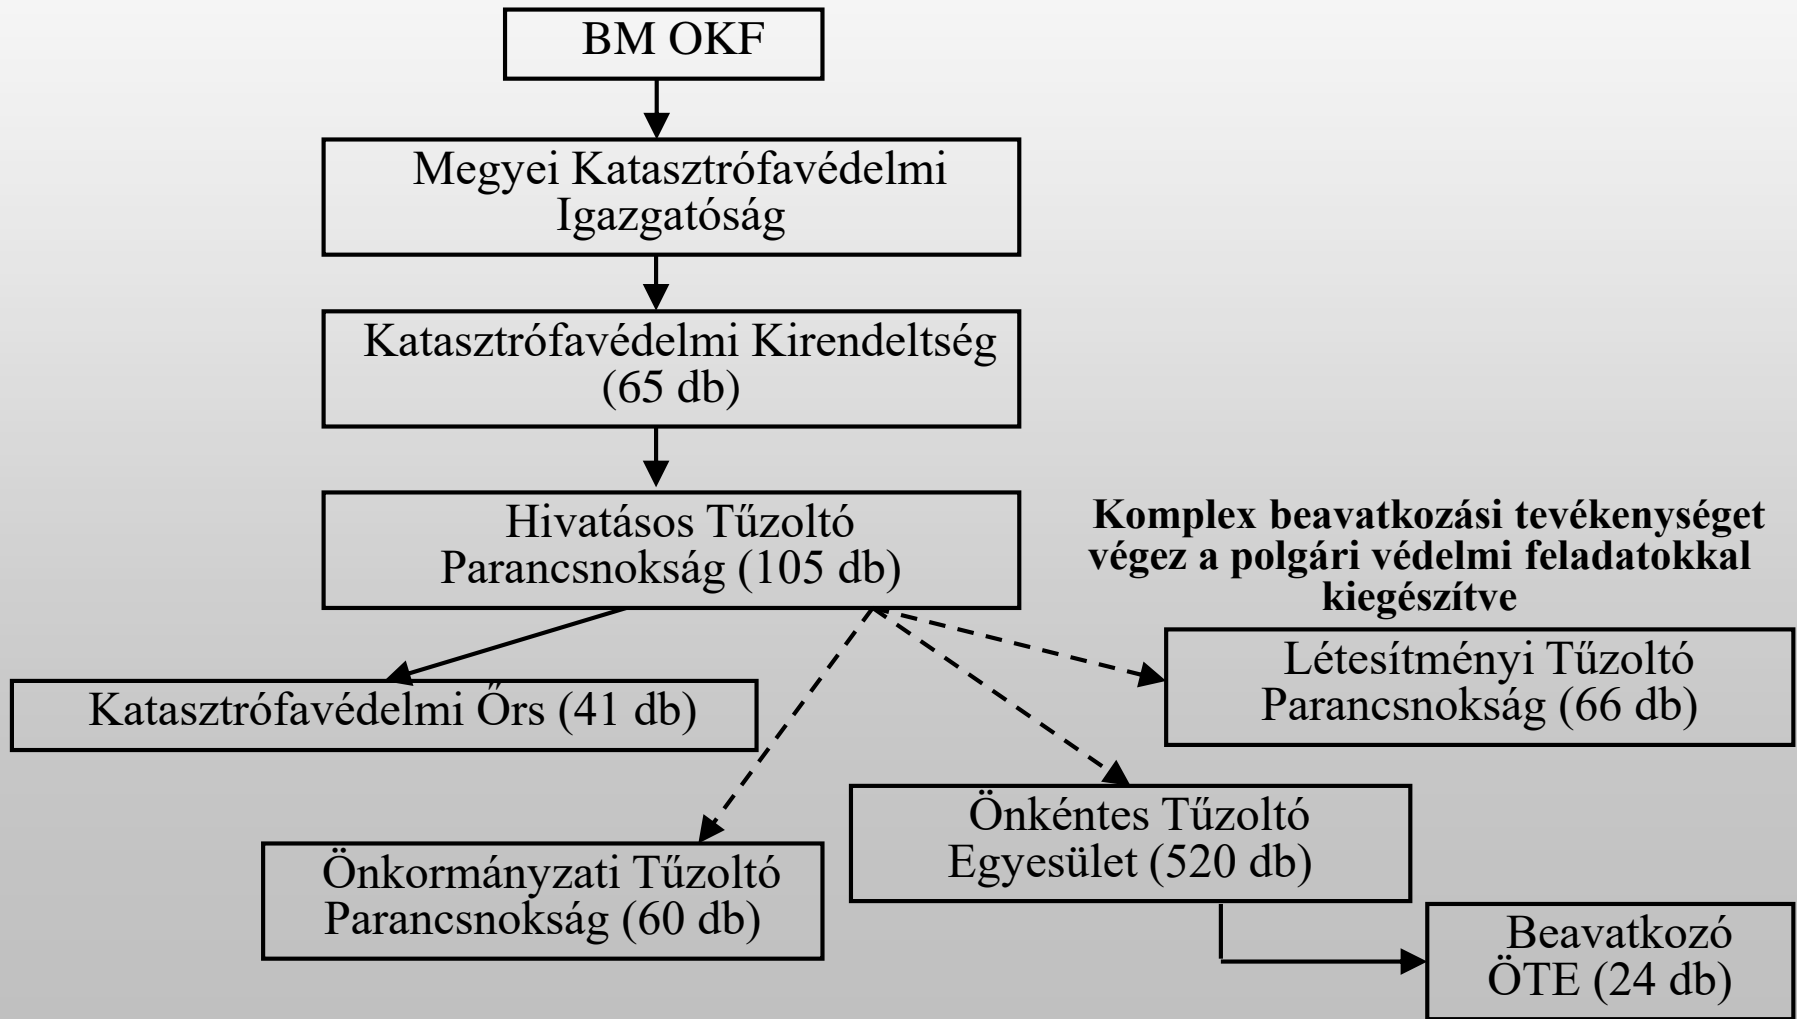 BM OKF
Megyei Katasztrófavédelmi
Igazgatóság
Katasztrófavédelmi Kirendeltség
(65 db)
Hivatásos Tűzoltó
Parancsnokság (105 db)
Komplex beavatkozási tevékenységet
végez a polgári védelmi feladatokkal
kiegészítve
Létesítményi Tűzoltó
Parancsnokság (66 db)
Katasztrófavédelmi Őrs (41 db)
Önkéntes Tűzoltó
Egyesület (520 db)
Önkormányzati Tűzoltó
Parancsnokság (60 db)
Beavatkozó
ÖTE (24 db)